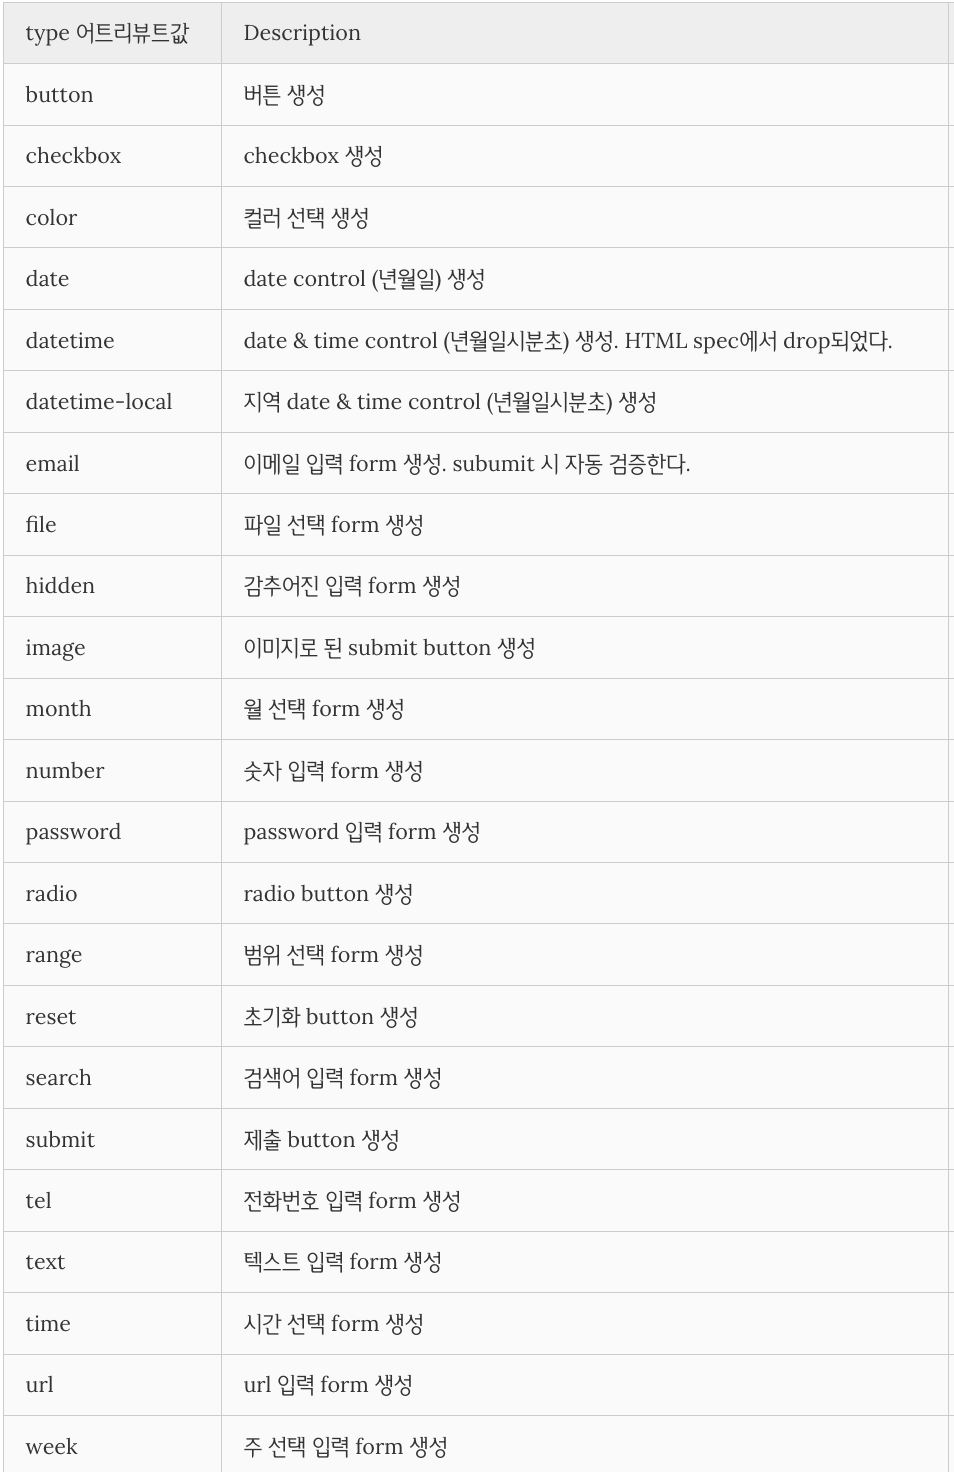 type 어트리뷰트값 Description
button 버튼 생성
checkbox checkbox 생성
color 컬러 선택 생성
date date control (년월일) 생성
datetime date & time control (년월일시분초) 생성. HTML spec에서 drop되었다.
datetime-local 지역 date & time control (년월일시분초) 생성
email 이메일 입력 form 생성. subumit 시 자동 검증한다.
file 파일 선택 form 생성
hidden 감추어진 입력 form 생성
image 이미지로 된 submit button 생성
month 월 선택 form 생성
number 숫자 입력 form 생성
password password 입력 form 생성
radio radio button 생성
range 범위 선택 form 생성
reset 초기화 button 생성
search 검색어 입력 form 생성
submit 제출 button 생성
tel 전화번호 입력 form 생성
text 텍스트 입력 form 생성
time 시간 선택 form 생성
url url 입력 form 생성
week 주 선택 입력 form 생성